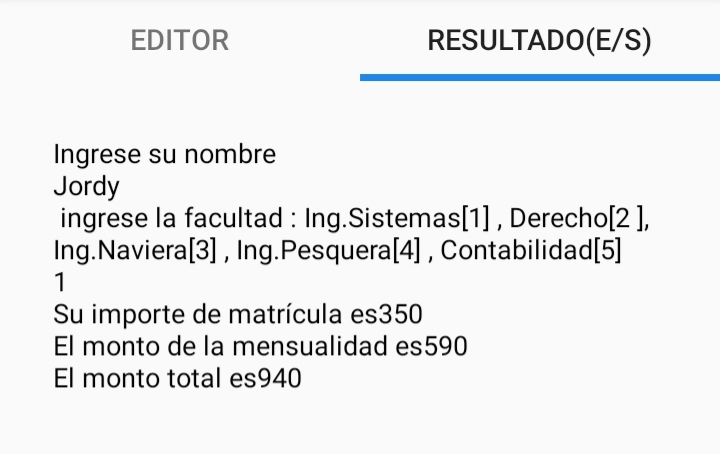 EDITOR
RESULTADO(E/S)
Ingrese su nombre
Jordy
ingrese la facultad : Ing.Sistemas[1] , Derecho[2 ],
Ing.Naviera[3] , Ing.Pesquera[4] , Contabilidad[5]
1
Su importe de matrícula es350
El monto de la mensualidad es590
El monto total es940